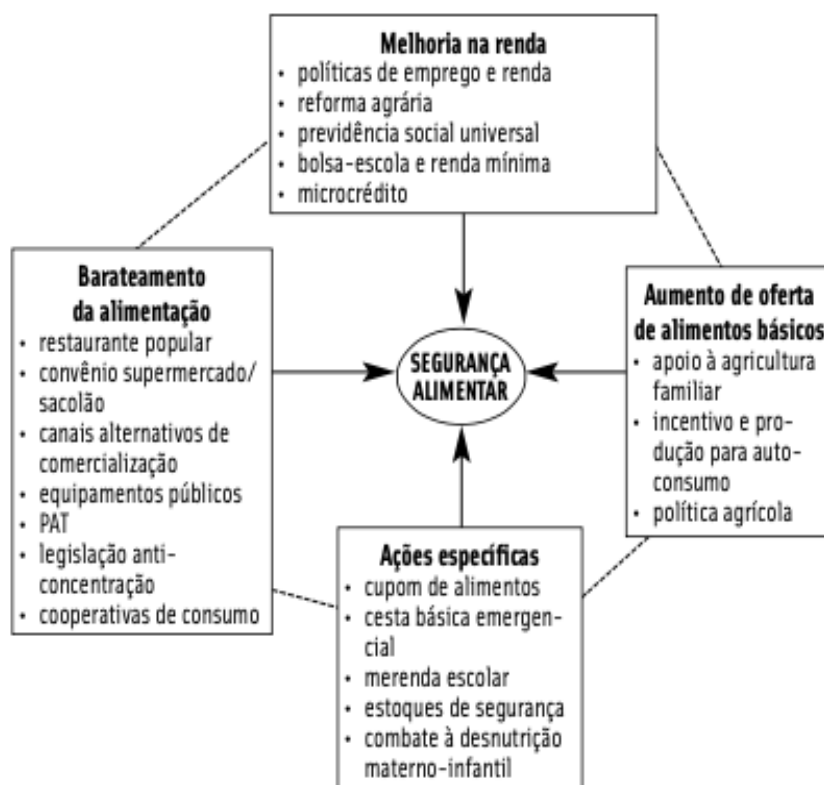 Melhoria na renda
• políticas de emprego e renda
• reforma agrária
• previdência social universal
• bolsa-escola e renda mínima
• microcrédito
Barateamento
da alimentação
• restaurante popular
• convênio supermercado/
sacolão
• canais alternativos de
comercialização
• equipamentos públicos
• PAT
• legislação anti-
concentração
• cooperativas de consumo
SEGURANÇA
ALIMENTAR
Aumento de oferta
de alimentos básicos
• apoio à agricultura
familiar
• incentivo e pro-
dução para auto-
consumo
• política agrícola
Ações específicas
• cupom de alimentos
• cesta básica emergen-
cial
• merenda escolar
• estoques de segurança
• combate à desnutrição
materno-infantil